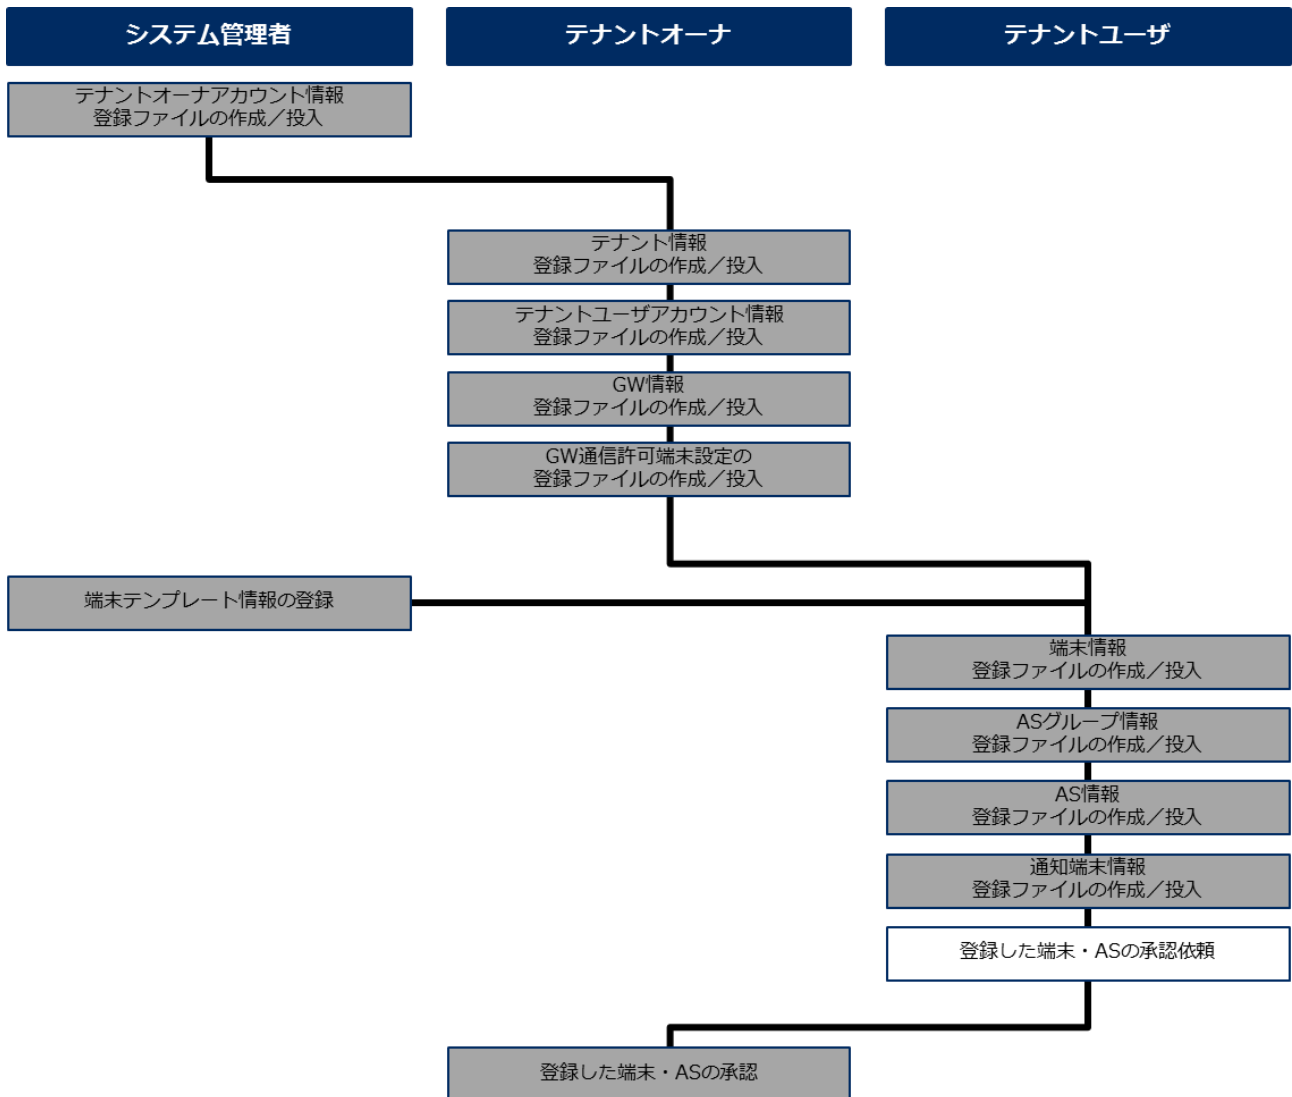 システム管理者
テナントオーナ
テナントユーザ
テナントオーナアカウント情報
登録ファイルの作成／投入
テナント情報
登録ファイルの作成／投入
テナントユーザアカウント情報
登録ファイルの作成／投入
GW情報
登録ファイルの作成／投入
GW通信許可端末設定の
登録ファイルの作成／投入
端末テンプレート情報の登録
端末情報
登録ファイルの作成／投入
ASグループ情報
登録ファイルの作成／投入
AS情報
登録ファイルの作成／投入
通知端末情報
登録ファイルの作成／投入
登録した端末・ASの承認依頼
登録した端末・ASの承認